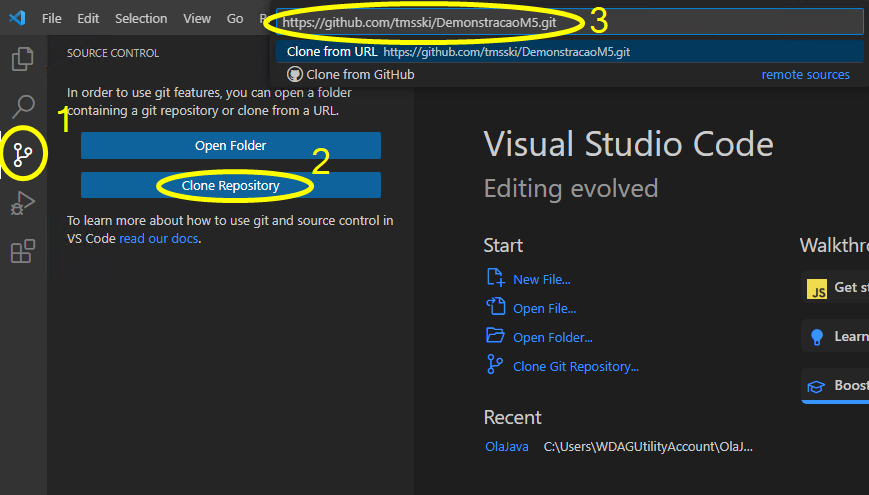 File Edit Selection View Go
https://github.com/tmsski/DemonstracaoM5.git
3
Clone from URL https://github.com/tmsski/DemonstracaoM5.git
Clone from GitHub remote sources
SOURCE CONTROL
In order to use git features, you can open a folder
containing a git repository or clone from a URL.
1
Open Folder
2
Clone Repository
To learn more about how to use git and source control in
VS Code read our docs.
Visual Studio Code
Editing evolved
Start
New File...
Open File...
Open Folder...
Clone Git Repository...
Recent
OlaJava C:\Users\WDAGUtilityAccount\OlaJ...
Walkthr
JS Get st
Learn
Boost